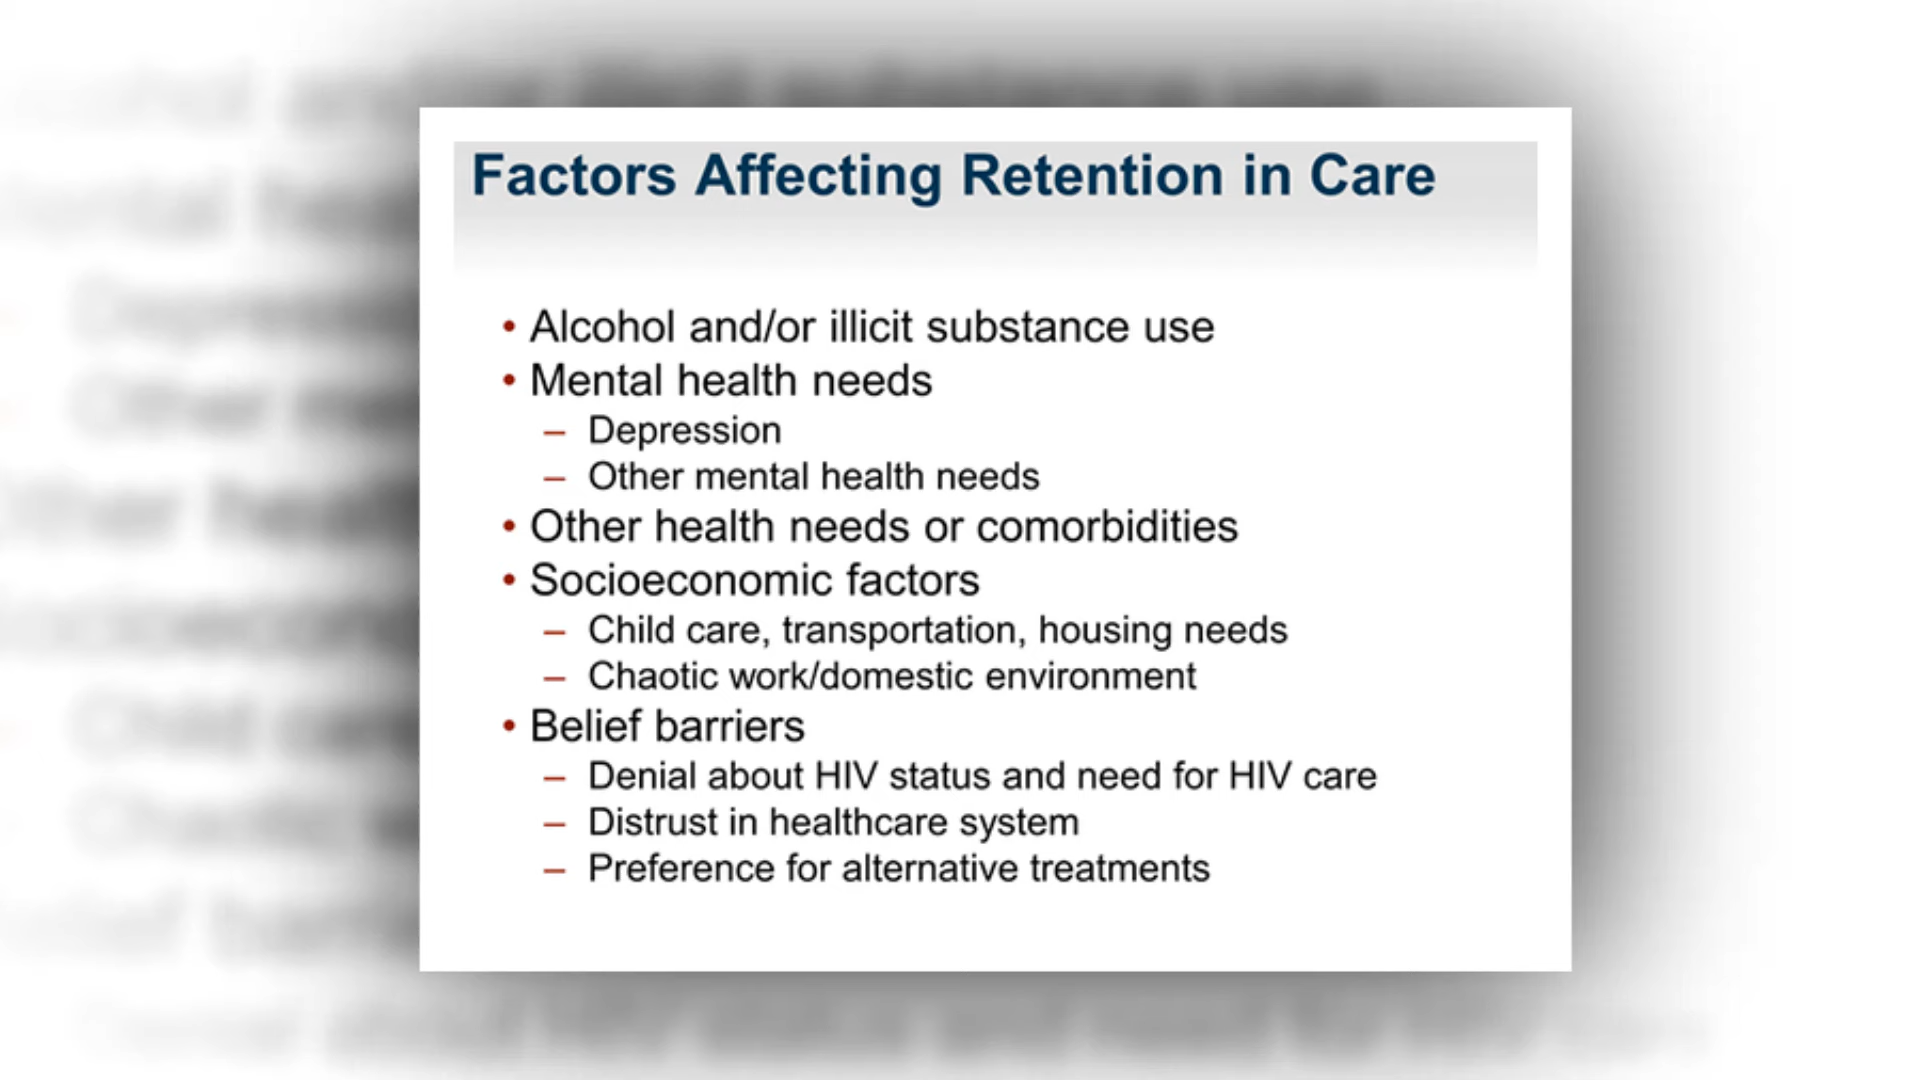 Factors Affecting Retention in Care
• Alcohol and/or illicit substance use
• Mental health needs
– Depression
– Other mental health needs
• Other health needs or comorbidities
• Socioeconomic factors
– Child care, transportation, housing needs
– Chaotic work/domestic environment
• Belief barriers
– Denial about HIV status and need for HIV care
– Distrust in healthcare system
– Preference for alternative treatments